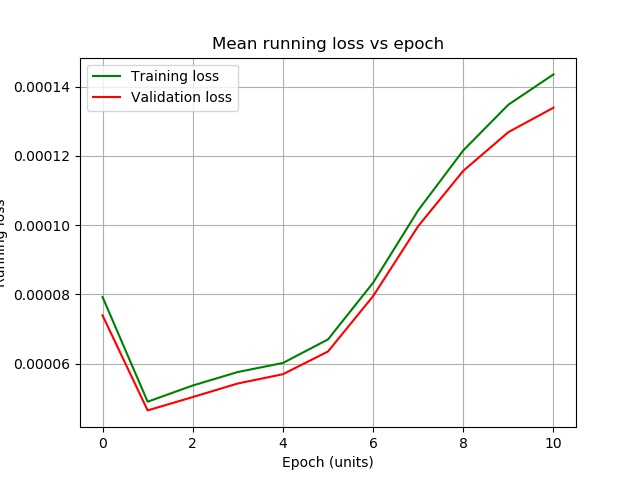 Mean running loss vs epoch
Training loss
Validation loss
0.00014
0.00012
0.00010
0.00008
0.00006
Running loss
0 2 4 6 8 10
Epoch (units)